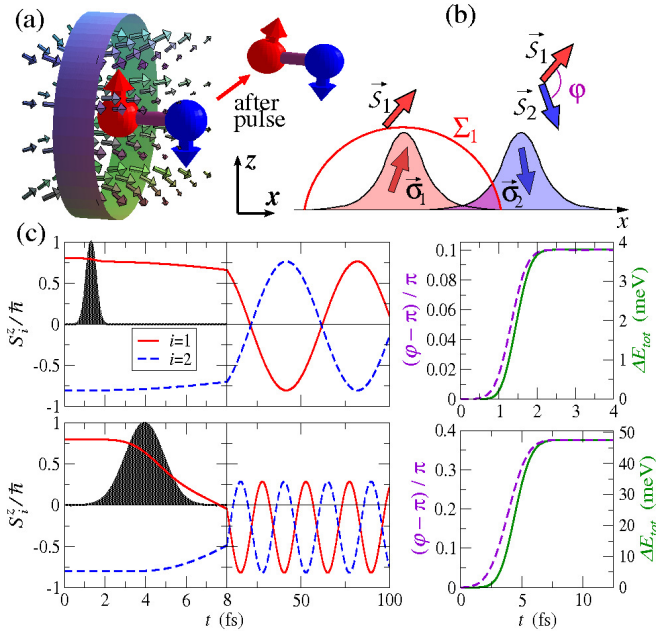 (a)
after
pulse
z
x
(b)
S₁
S₁
S₂
φ
Σ₁
σ₁
σ₂
x
(c)
1
0.5
0
-0.5
-1
Sᵢᶻ/ħ
i=1
i=2
0.1
0.08
0.06
0.04
0.02
0
(φ − π) / π
4
3
2
1
0
ΔE_tot (meV)
0 1 2 3 4
1
0.5
0
-0.5
-1
Sᵢᶻ/ħ
0 2 4 6 8 50 100
t (fs)
t (fs)
0.4
0.3
0.2
0.1
0
(φ − π) / π
50
40
30
20
10
0
ΔE_tot (meV)
0 5 10
t (fs)